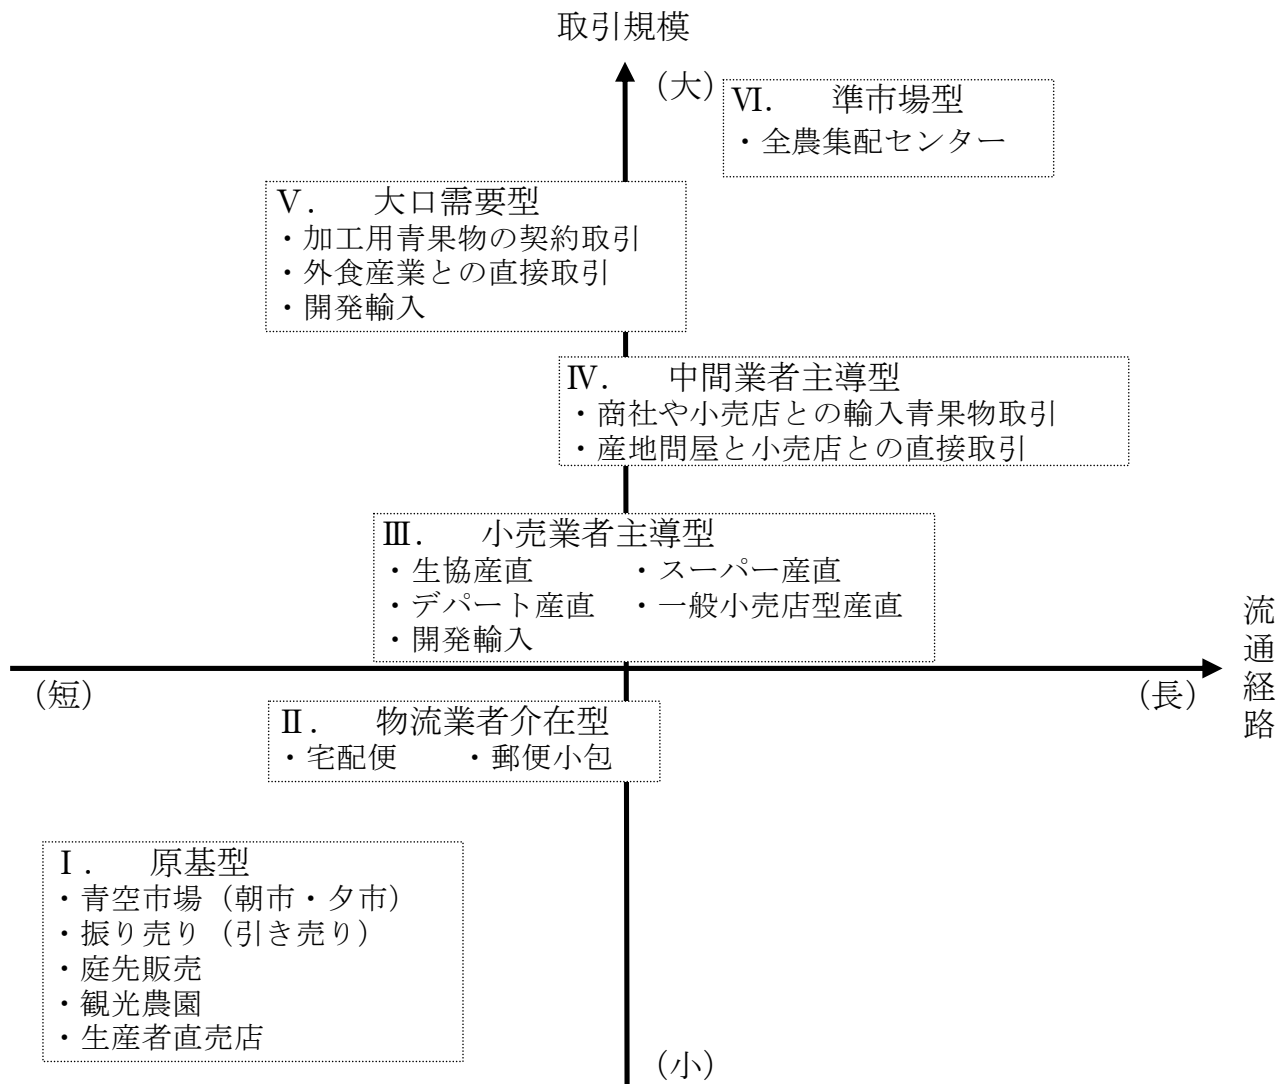 取引規模
(大)
Ⅵ. 準市場型
・全農集配センター
Ⅴ. 大口需要型
・加工用青果物の契約取引
・外食産業との直接取引
・開発輸入
Ⅳ. 中間業者主導型
・商社や小売店との輸入青果物取引
・産地問屋と小売店との直接取引
Ⅲ. 小売業者主導型
・生協産直 ・スーパー産直
・デパート産直 ・一般小売店型産直
・開発輸入
流通経路
(短)
(長)
Ⅱ. 物流業者介在型
・宅配便 ・郵便小包
Ⅰ. 原基型
・青空市場(朝市・夕市)
・振り売り(引き売り)
・庭先販売
・観光農園
・生産者直売店
(小)